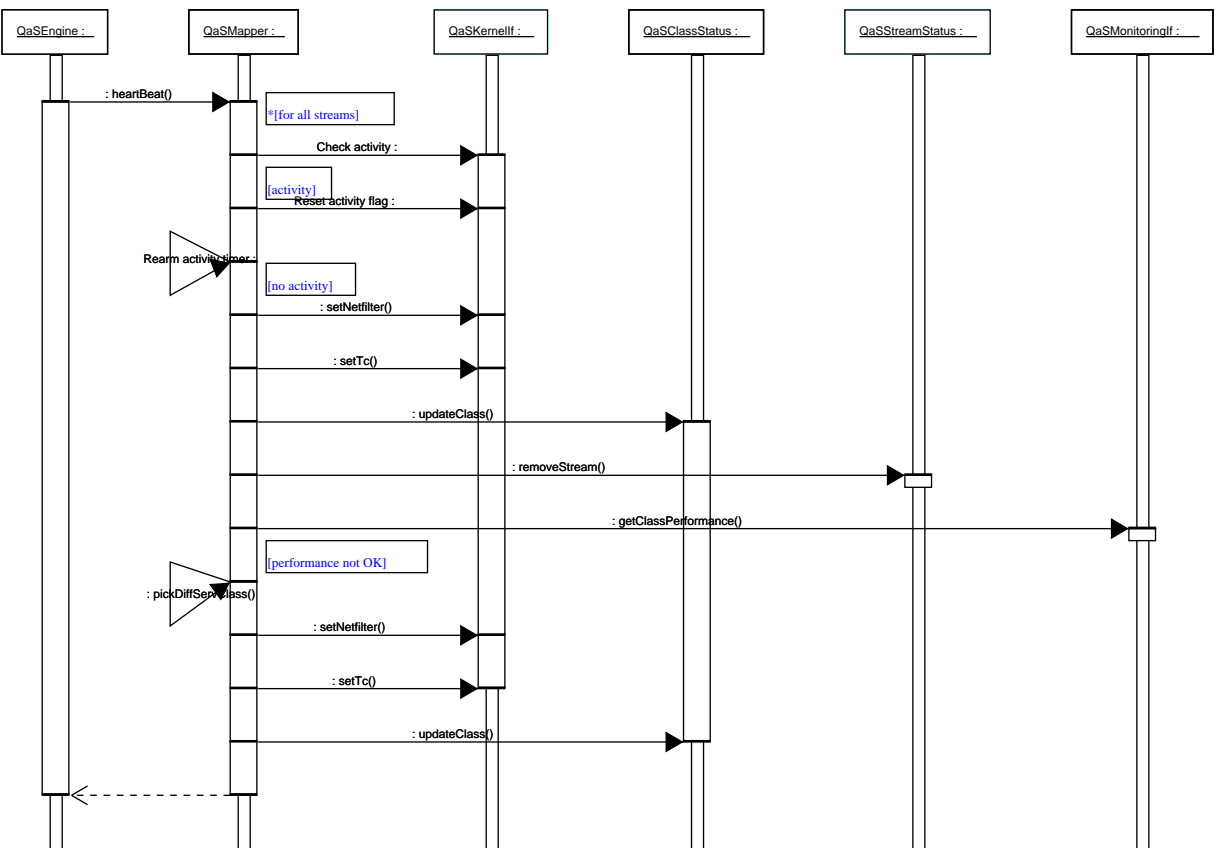 QaSEngine :
QaSMapper :
QaSKernelIf :
QaSClassStatus :
QaSStreamStatus :
QaSMonitoringIf :
: heartBeat()
*[for all streams]
Check activity :
[activity]
Reset activity flag :
Rearm activity timer :
[no activity]
: setNetfilter()
: setTc()
: updateClass()
: removeStream()
: getClassPerformance()
[performance not OK]
: pickDiffServClass()
: setNetfilter()
: setTc()
: updateClass()